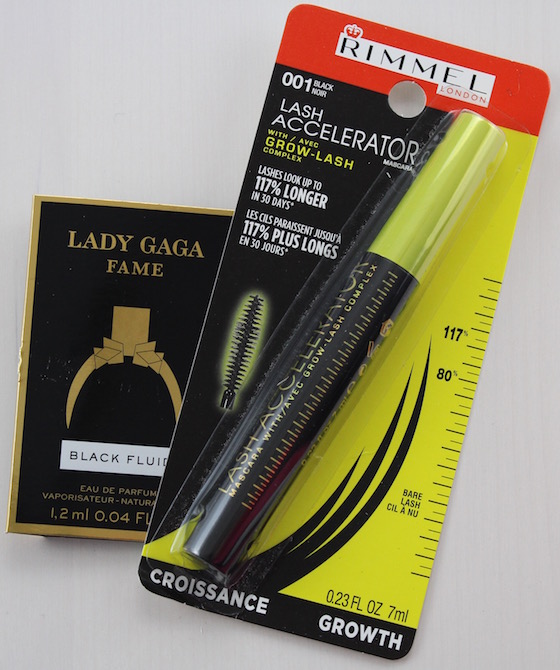 LADY GAGA
FAME
BLACK FLUID
EAU DE PARFUM
VAPORISATEUR - NATURA
1,2 ml 0.04 FL
RIMMEL
LONDON
001 BLACK
NOIR
LASH
ACCELERATOR
MASCARA
WITH / AVEC
GROW-LASH
COMPLEX
LASHES LOOK UP TO
117% LONGER
IN 30 DAYS*
LES CILS PARAISSENT JUSQU'À
117% PLUS LONGS
EN 30 JOURS*
LASH ACCELERATOR
MASCARA WITH/AVEC GROW-LASH COMPLEX
117%
80%
BARE
LASH
CIL À NU
0.23 FL OZ 7ml
CROISSANCE
GROWTH